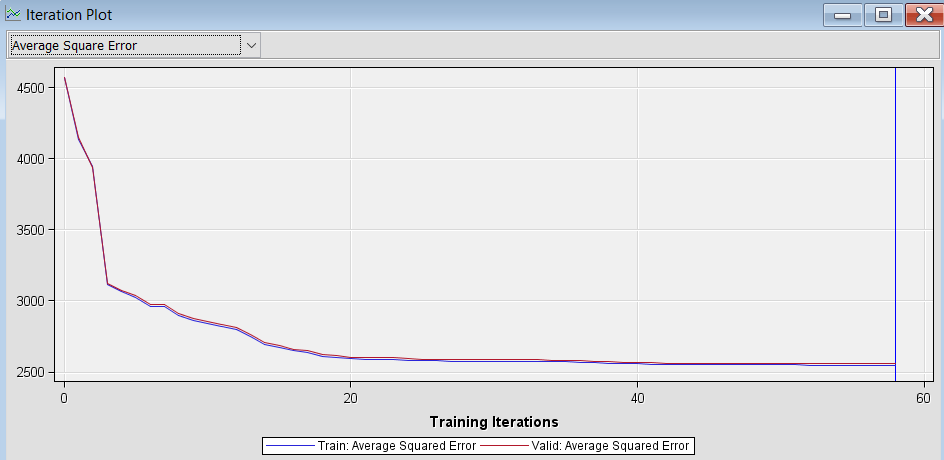 Iteration Plot
Average Square Error
4500
4000
3500
3000
2500
0 20 40 60
Training Iterations
Train: Average Squared Error Valid: Average Squared Error